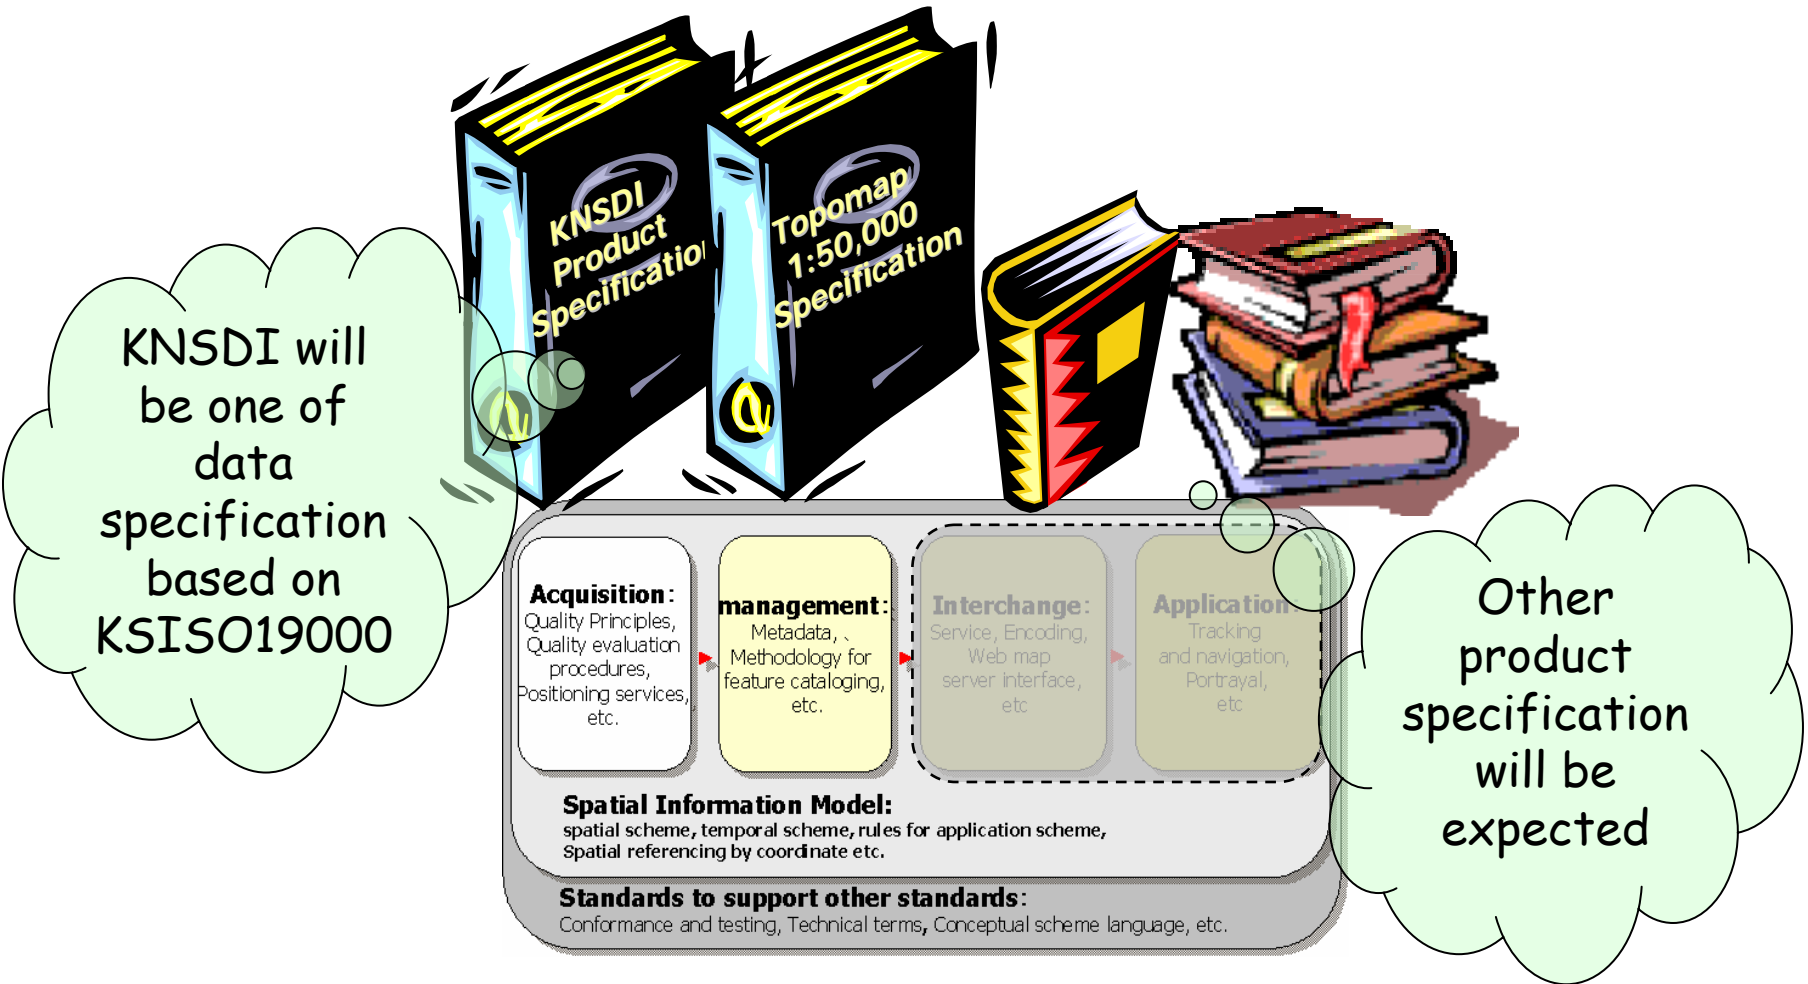 KNSDI
Product
Specification
Topomap
1:50,000
Specification
KNSDI will
be one of
data
specification
based on
KSISO19000
Acquisition:
Quality Principles,
Quality evaluation
procedures,
Positioning services,
etc.
management:
Metadata, 、
Methodology for
feature cataloging,
etc.
Interchange:
Service, Encoding,
Web map
server interface,
etc
Application:
Tracking
and navigation,
Portrayal,
etc
Other
product
specification
will be
expected
Spatial Information Model:
spatial scheme, temporal scheme, rules for application scheme,
Spatial referencing by coordinate etc.
Standards to support other standards:
Conformance and testing, Technical terms, Conceptual scheme language, etc.